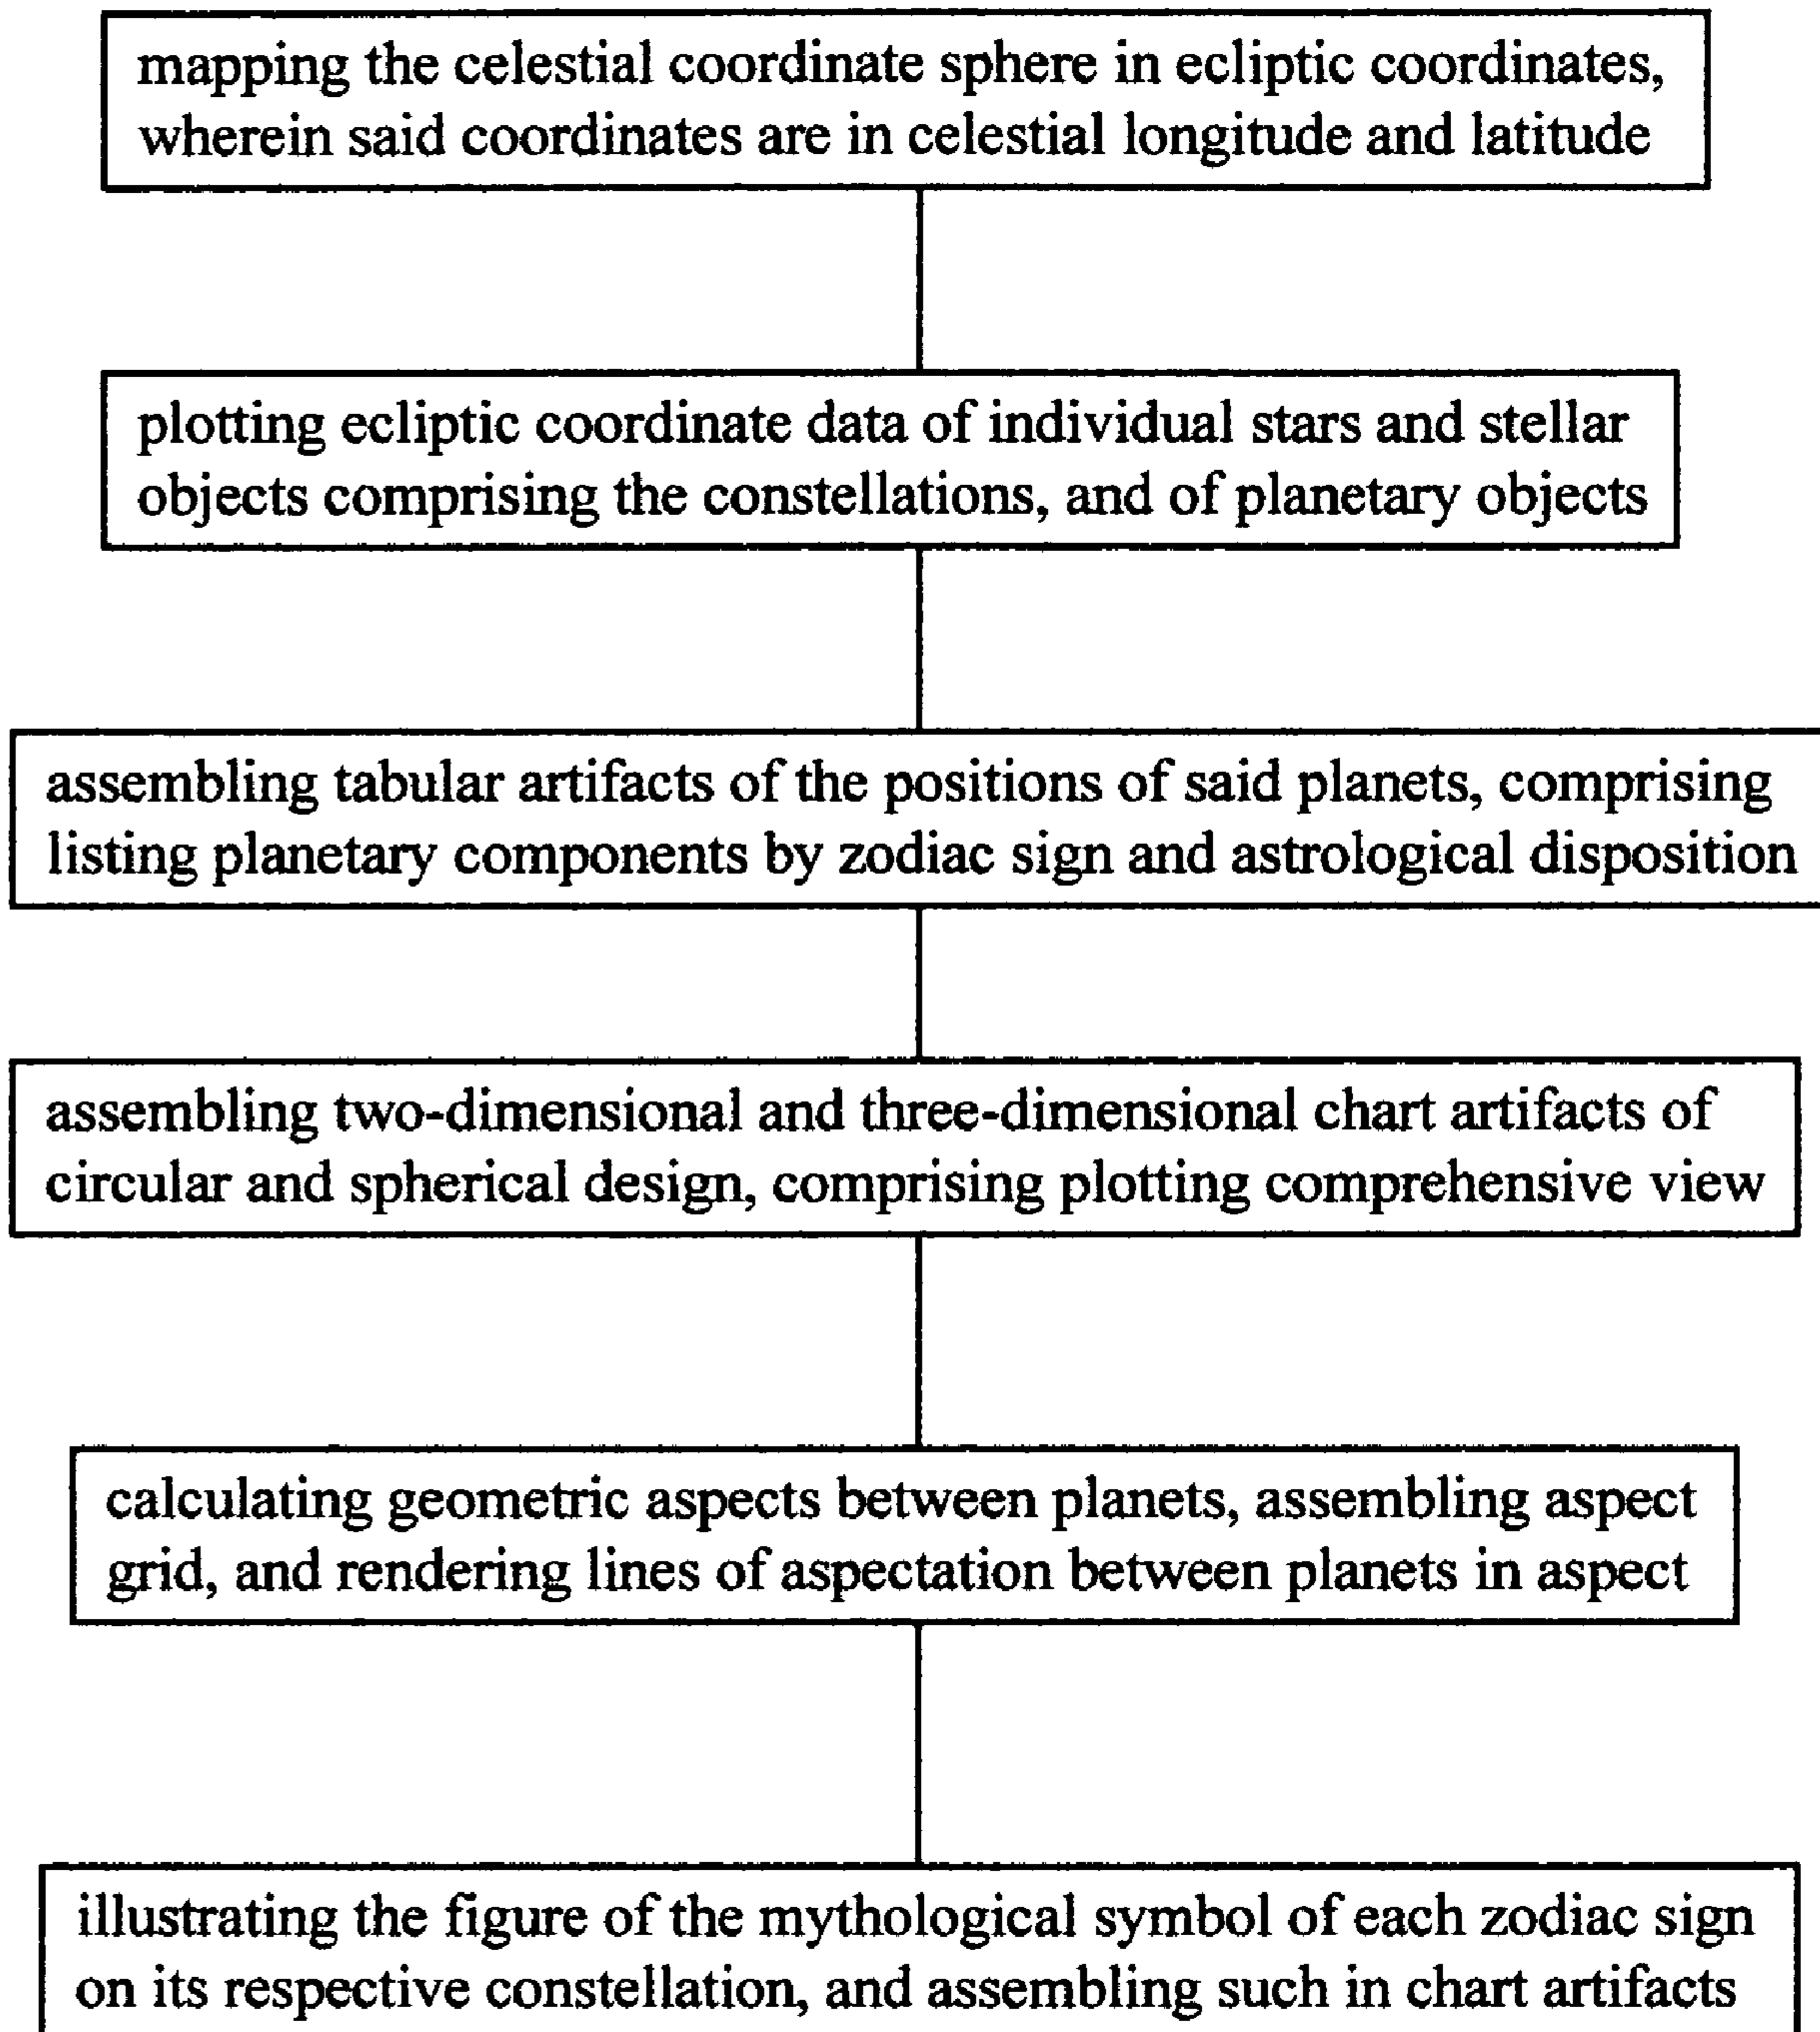 mapping the celestial coordinate sphere in ecliptic coordinates,
wherein said coordinates are in celestial longitude and latitude
plotting ecliptic coordinate data of individual stars and stellar
objects comprising the constellations, and of planetary objects
assembling tabular artifacts of the positions of said planets, comprising
listing planetary components by zodiac sign and astrological disposition
assembling two-dimensional and three-dimensional chart artifacts of
circular and spherical design, comprising plotting comprehensive view
calculating geometric aspects between planets, assembling aspect
grid, and rendering lines of aspectation between planets in aspect
illustrating the figure of the mythological symbol of each zodiac sign
on its respective constellation, and assembling such in chart artifacts